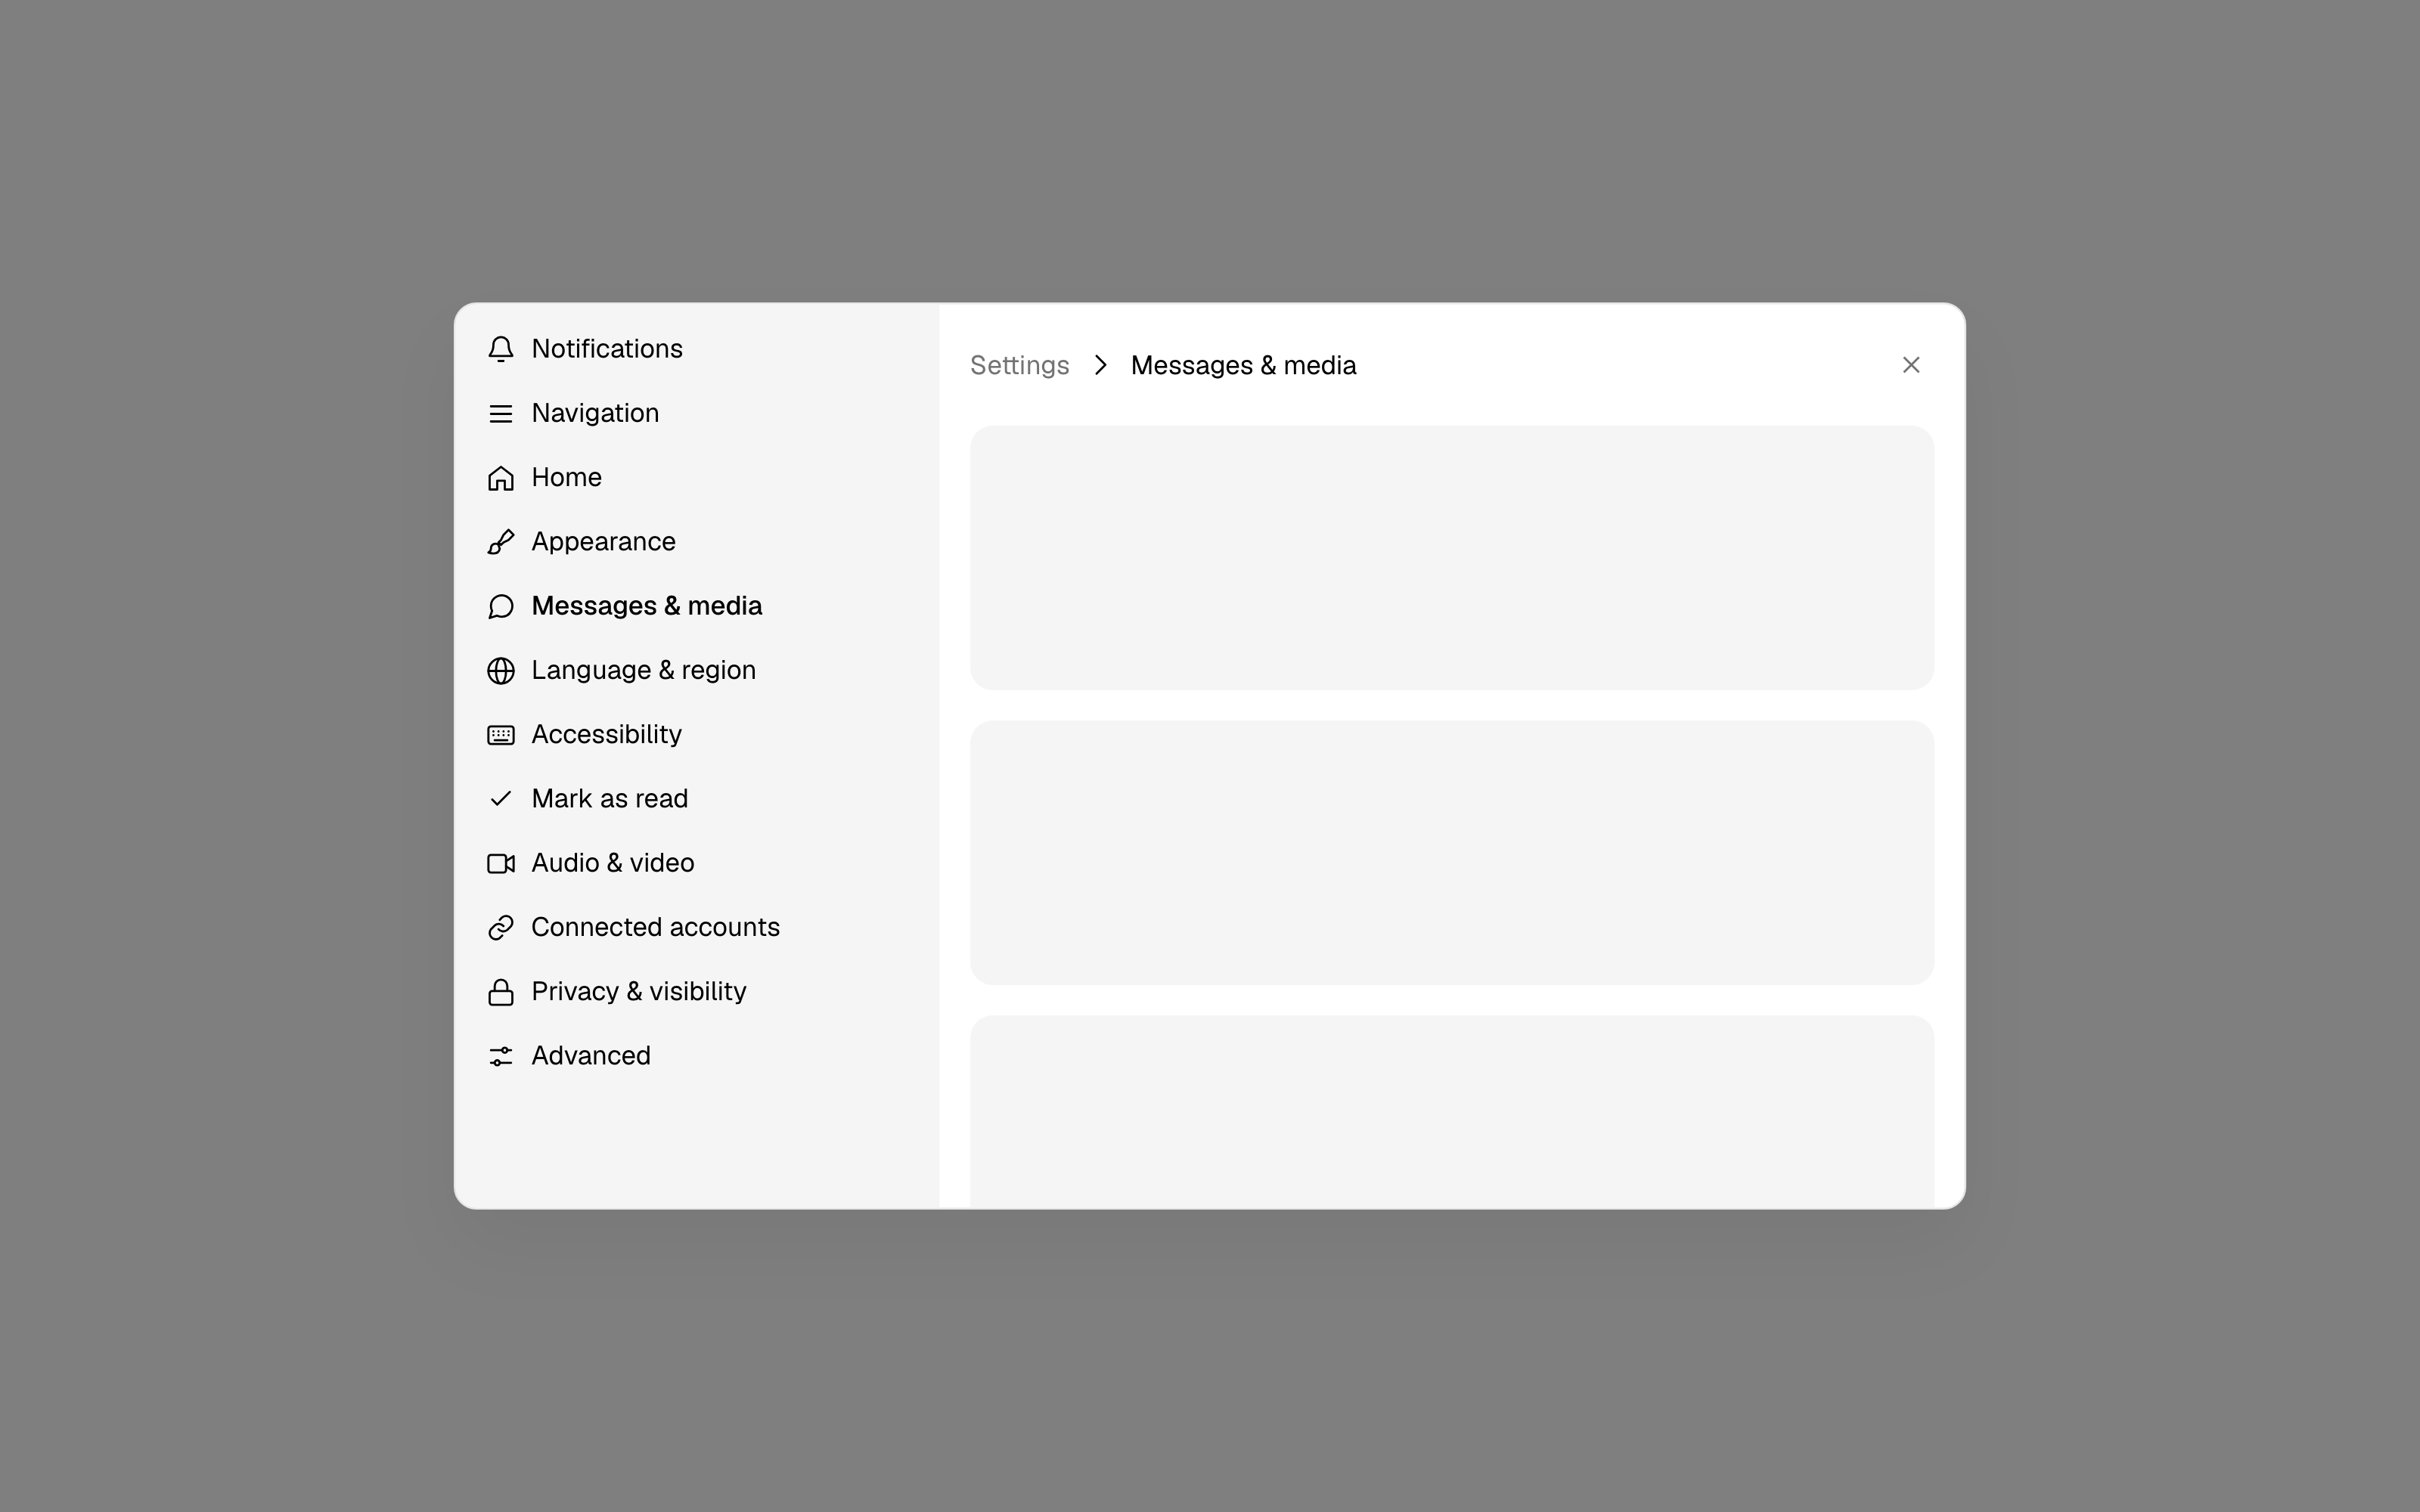 Notifications
Navigation
Home
Appearance
Messages & media
Language & region
Accessibility
Mark as read
Audio & video
Connected accounts
Privacy & visibility
Advanced
Settings
Messages & media